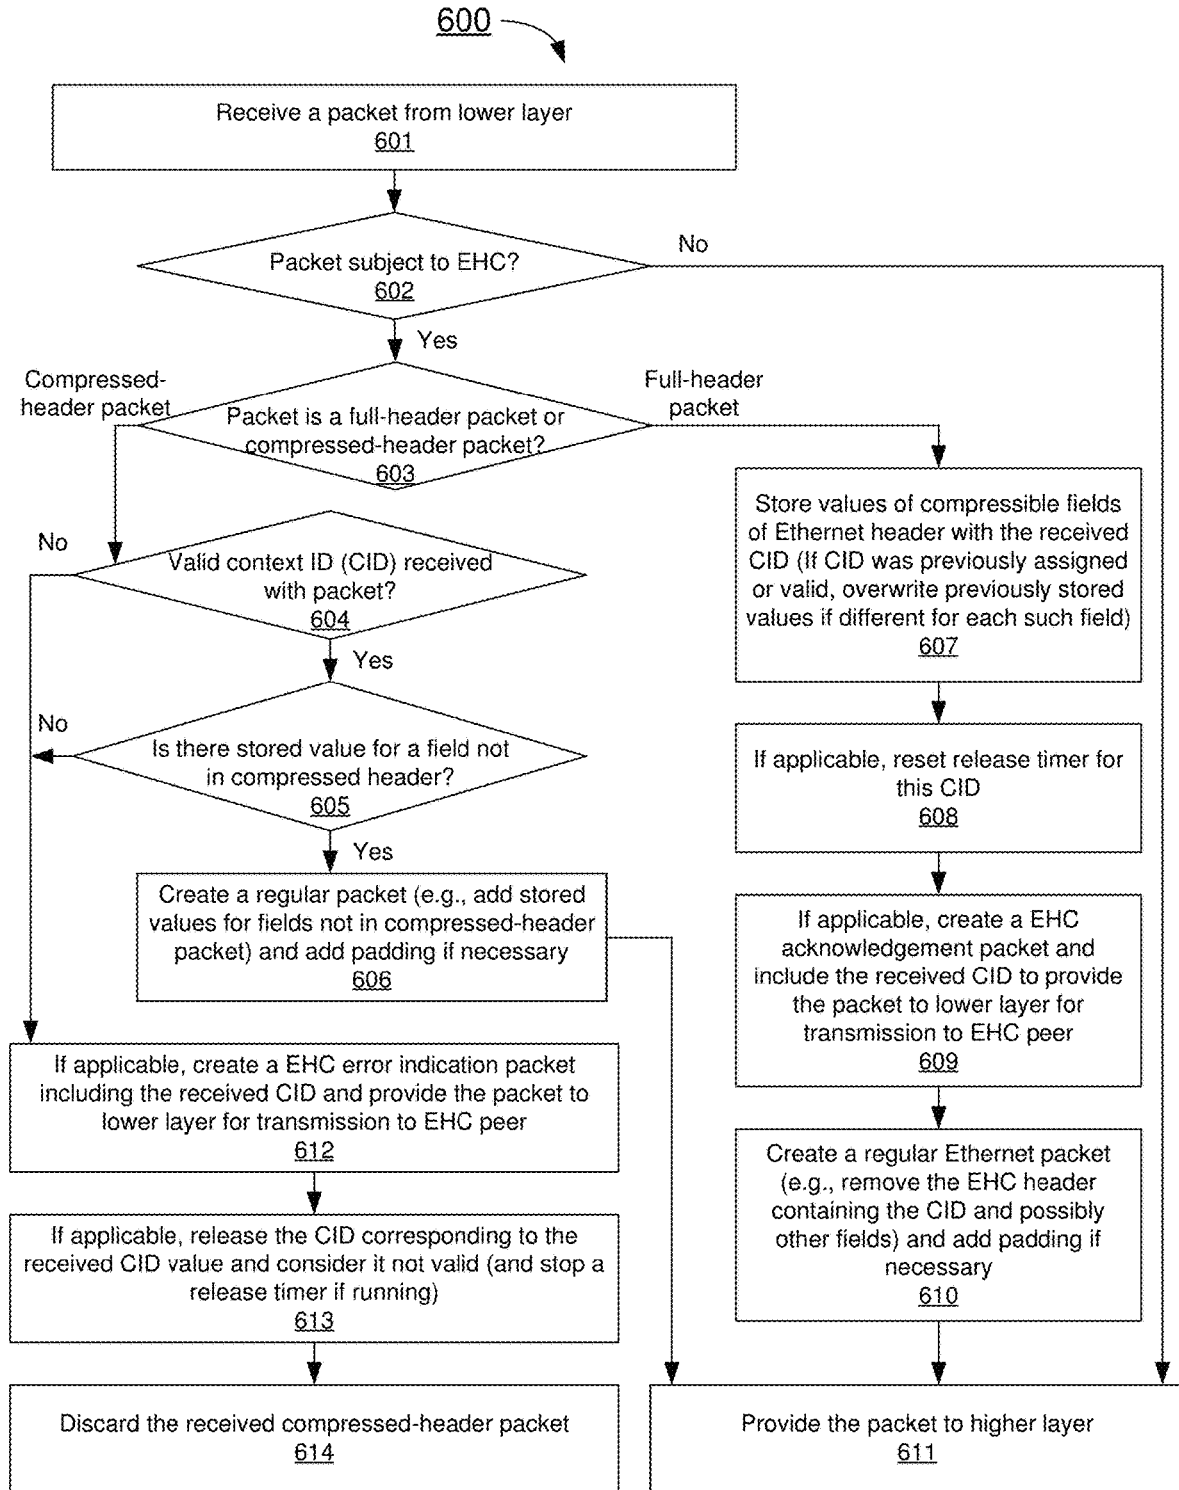 600
Receive a packet from lower layer
601
Packet subject to EHC?
602
No
Yes
Compressed-
header packet
Packet is a full-header packet or
compressed-header packet?
603
Full-header
packet
No
Valid context ID (CID) received
with packet?
604
Yes
No
Is there stored value for a field not
in compressed header?
605
Yes
Create a regular packet (e.g., add stored
values for fields not in compressed-header
packet) and add padding if necessary
606
Store values of compressible fields
of Ethernet header with the received
CID (If CID was previously assigned
or valid, overwrite previously stored
values if different for each such field)
607
If applicable, reset release timer for
this CID
608
If applicable, create a EHC
acknowledgement packet and
include the received CID to provide
the packet to lower layer for
transmission to EHC peer
609
Create a regular Ethernet packet
(e.g., remove the EHC header
containing the CID and possibly
other fields) and add padding if
necessary
610
If applicable, create a EHC error indication packet
including the received CID and provide the packet to
lower layer for transmission to EHC peer
612
If applicable, release the CID corresponding to the
received CID value and consider it not valid (and stop a
release timer if running)
613
Discard the received compressed-header packet
614
Provide the packet to higher layer
611